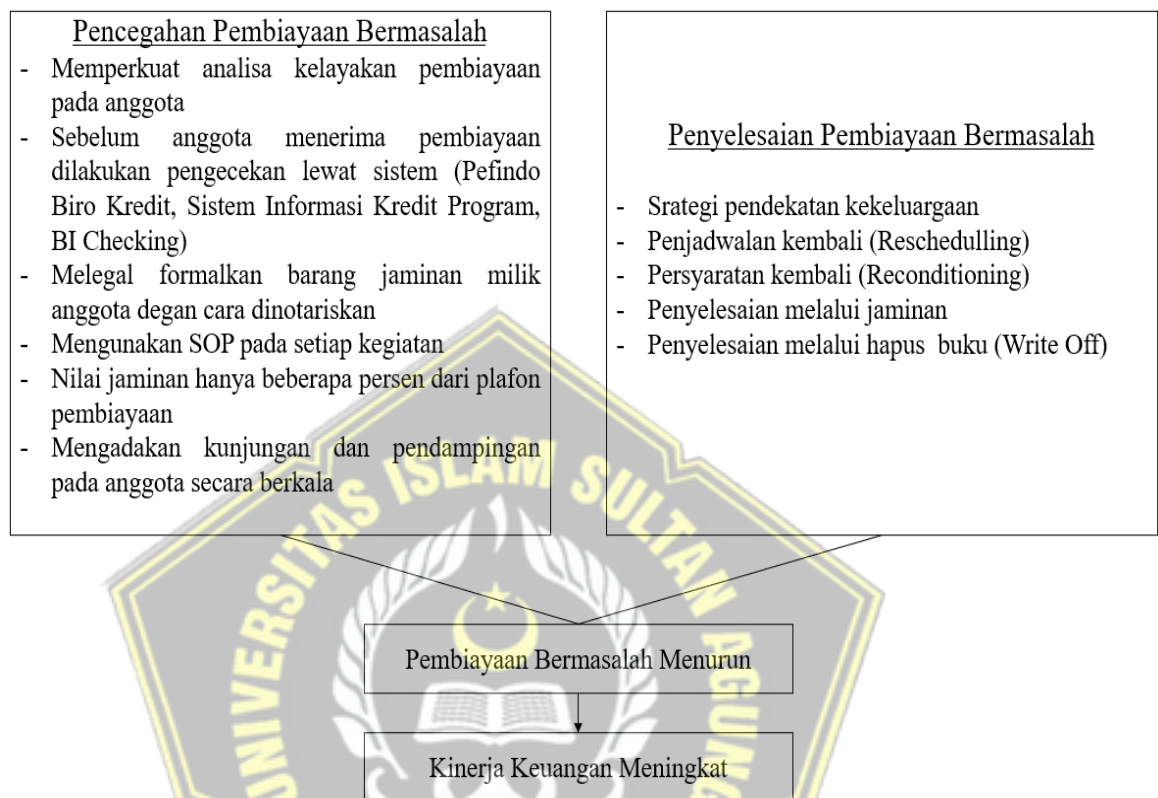 Pencegahan Pembiayaan Bermasalah
- Memperkuat analisa kelayakan pembiayaan
pada anggota
- Sebelum anggota menerima pembiayaan
dilakukan pengecekan lewat sistem (Pefindo
Biro Kredit, Sistem Informasi Kredit Program,
BI Checking)
- Melegal formalkan barang jaminan milik
anggota degan cara dinotariskan
- Mengunakan SOP pada setiap kegiatan
- Nilai jaminan hanya beberapa persen dari plafon
pembiayaan
- Mengadakan kunjungan dan pendampingan
pada anggota secara berkala
Penyelesaian Pembiayaan Bermasalah
- Srategi pendekatan kekeluargaan
- Penjadwalan kembali (Reschedulling)
- Persyaratan kembali (Reconditioning)
- Penyelesaian melalui jaminan
- Penyelesaian melalui hapus buku (Write Off)
Pembiayaan Bermasalah Menurun
Kinerja Keuangan Meningkat
UNIVERSITAS ISLAM SULTAN AGUNG